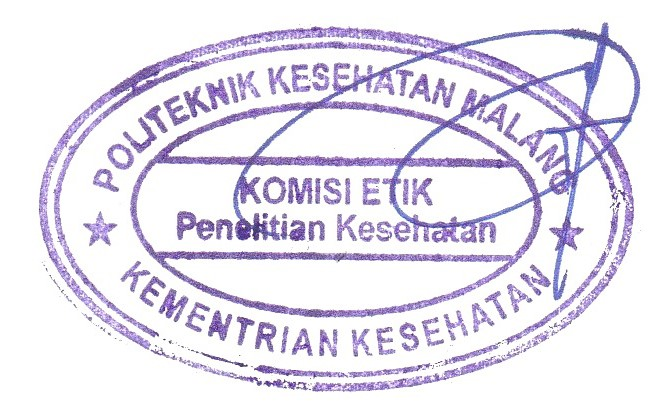 POLITEKNIK KESEHATAN MALANG
KOMISI ETIK
Penelitian Kesehatan
KEMENTRIAN KESEHATAN